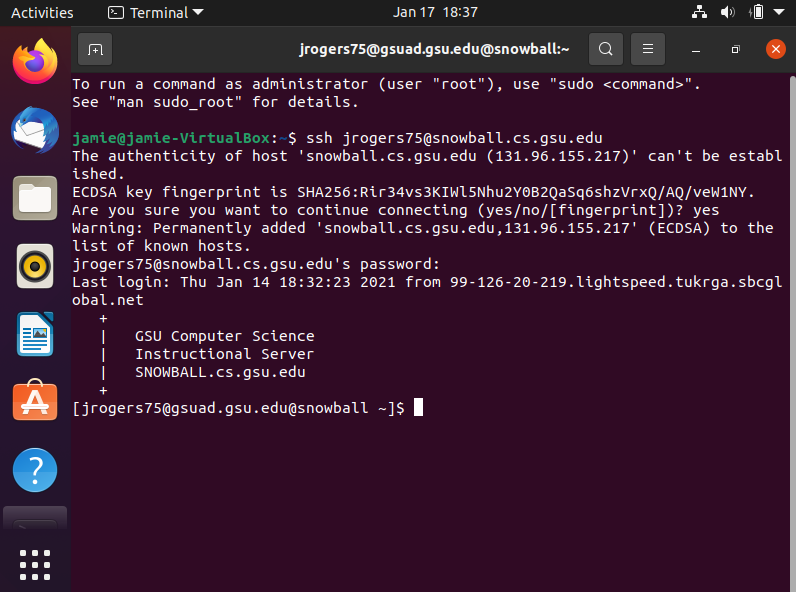 Activities Terminal Jan 17 18:37
jrogers75@gsuad.gsu.edu@snowball:~
To run a command as administrator (user "root"), use "sudo <command>".
See "man sudo_root" for details.
jamie@jamie-VirtualBox:~$ ssh jrogers75@snowball.cs.gsu.edu
The authenticity of host 'snowball.cs.gsu.edu (131.96.155.217)' can't be establ
ished.
ECDSA key fingerprint is SHA256:Rir34vs3KIWl5Nhu2Y0B2QaSq6shzVrxQ/AQ/veW1NY.
Are you sure you want to continue connecting (yes/no/[fingerprint])? yes
Warning: Permanently added 'snowball.cs.gsu.edu,131.96.155.217' (ECDSA) to the
list of known hosts.
jrogers75@snowball.cs.gsu.edu's password:
Last login: Thu Jan 14 18:32:23 2021 from 99-126-20-219.lightspeed.tukrga.sbcgl
obal.net
+
| GSU Computer Science
| Instructional Server
| SNOWBALL.cs.gsu.edu
+
[jrogers75@gsuad.gsu.edu@snowball ~]$